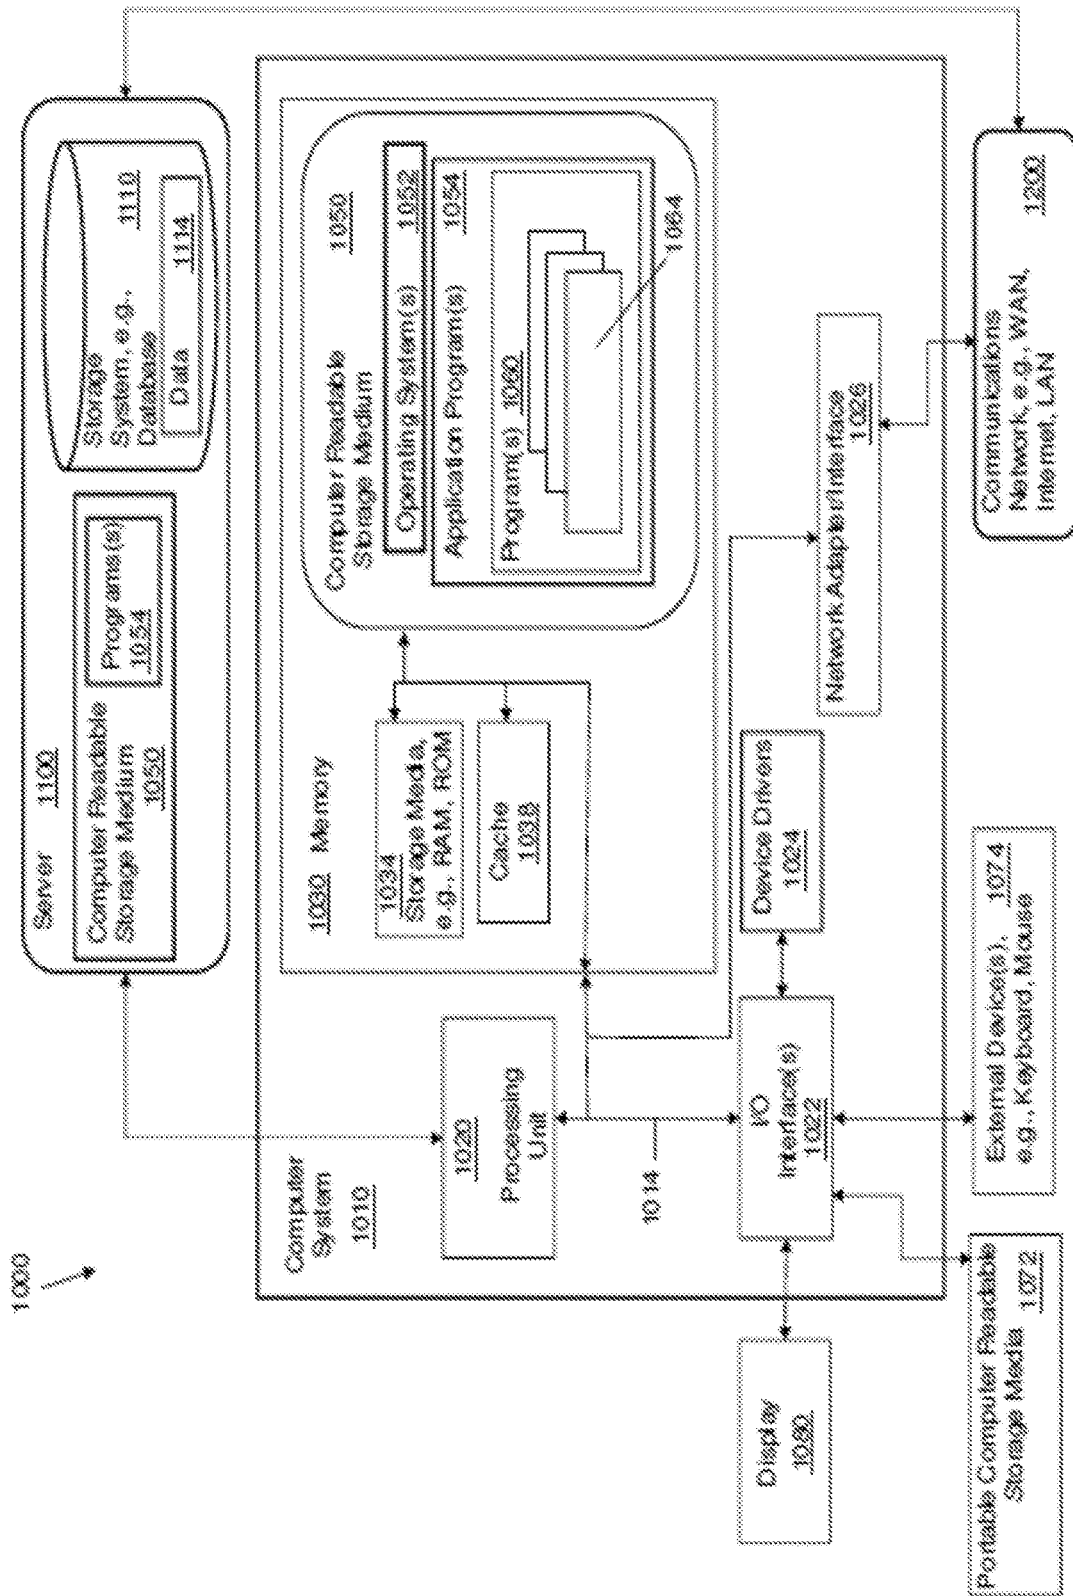 1000
Server 1100
Computer Readable
Storage Medium
1050
Programs(s)
1054
Storage
System, e.g.,
Database
1110
Data 1114
Computer
System
1010
1020
Processing
Unit
1014
1030 Memory
1034
Storage Media,
e.g., RAM, ROM
Cache
1038
Computer Readable
Storage Medium 1050
Operating System(s) 1052
Application Program(s) 1054
Program(s) 1060
1064
I/O
Interface(s)
1022
Device Drivers
1024
Network Adapter/Interface
1026
Display
1080
Portable Computer Readable
Storage Media 1072
External Device(s), 1074
e.g., Keyboard, Mouse
Communications
Network, e.g., WAN,
Internet, LAN
1200